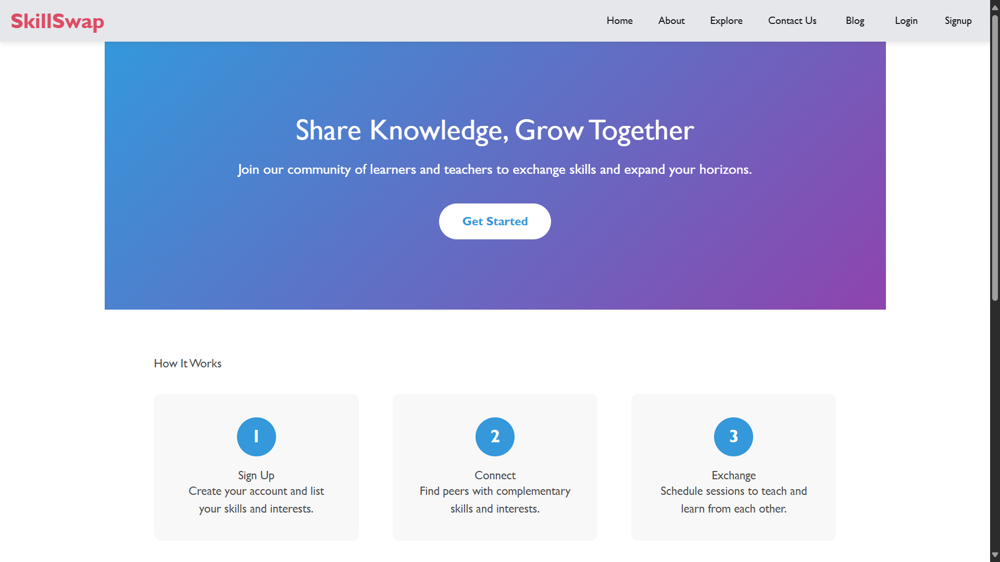 SkillSwap
Home About Explore Contact Us Blog Login Signup
Share Knowledge, Grow Together
Join our community of learners and teachers to exchange skills and expand your horizons.
Get Started
How It Works
1
Sign Up
Create your account and list
your skills and interests.
2
Connect
Find peers with complementary
skills and interests.
3
Exchange
Schedule sessions to teach and
learn from each other.